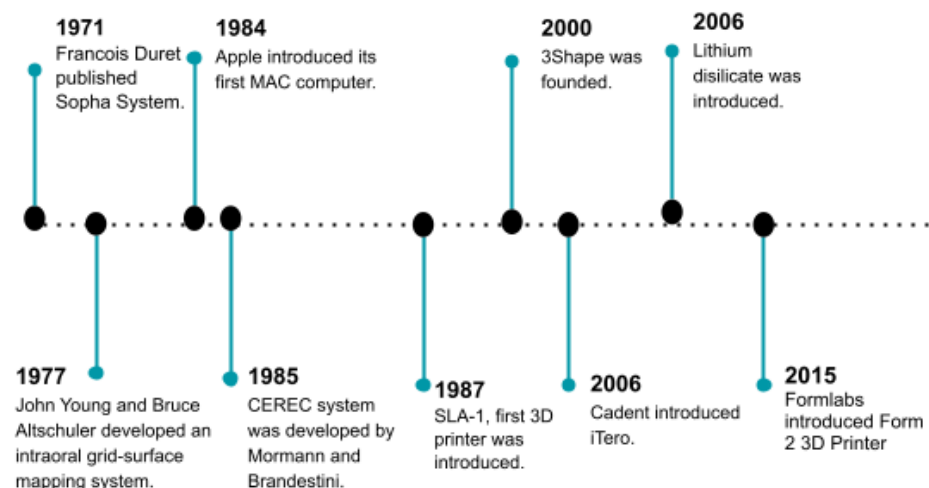 1971
Francois Duret
published
Sopha System.
1984
Apple introduced its
first MAC computer.
2000
3Shape was
founded.
2006
Lithium
disilicate was
introduced.
1977
John Young and Bruce
Altschuler developed an
intraoral grid-surface
mapping system.
1985
CEREC system
was developed by
Mormann and
Brandestini.
1987
SLA-1, first 3D
printer was
introduced.
2006
Cadent introduced
iTero.
2015
Formlabs
introduced Form
2 3D Printer